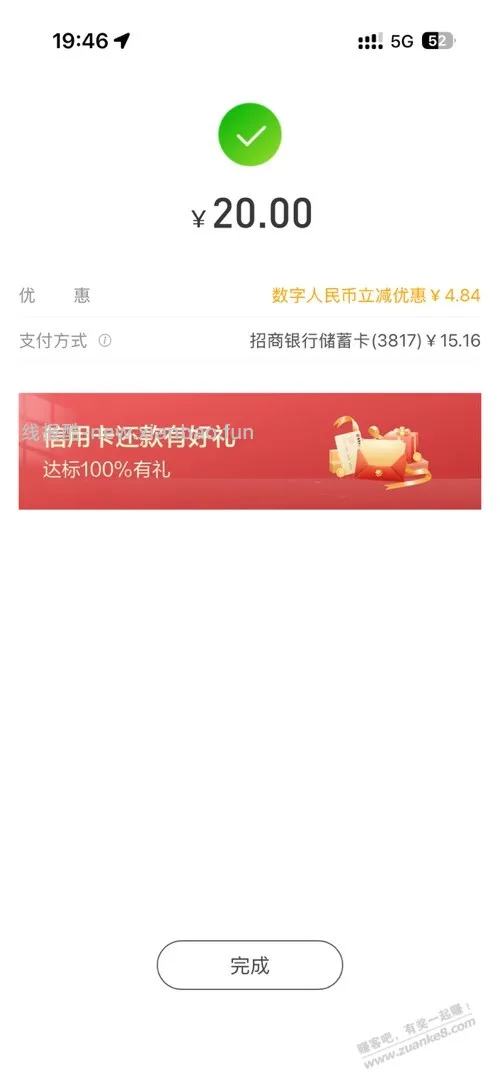 19:46
5G
52
¥20.00
优 惠
数字人民币立减优惠¥4.84
支付方式
招商银行储蓄卡(3817)¥15.16
信用卡还款有好礼
达标100%有礼
完成
赚客吧，有奖一起赚！
www.zuanke8.com